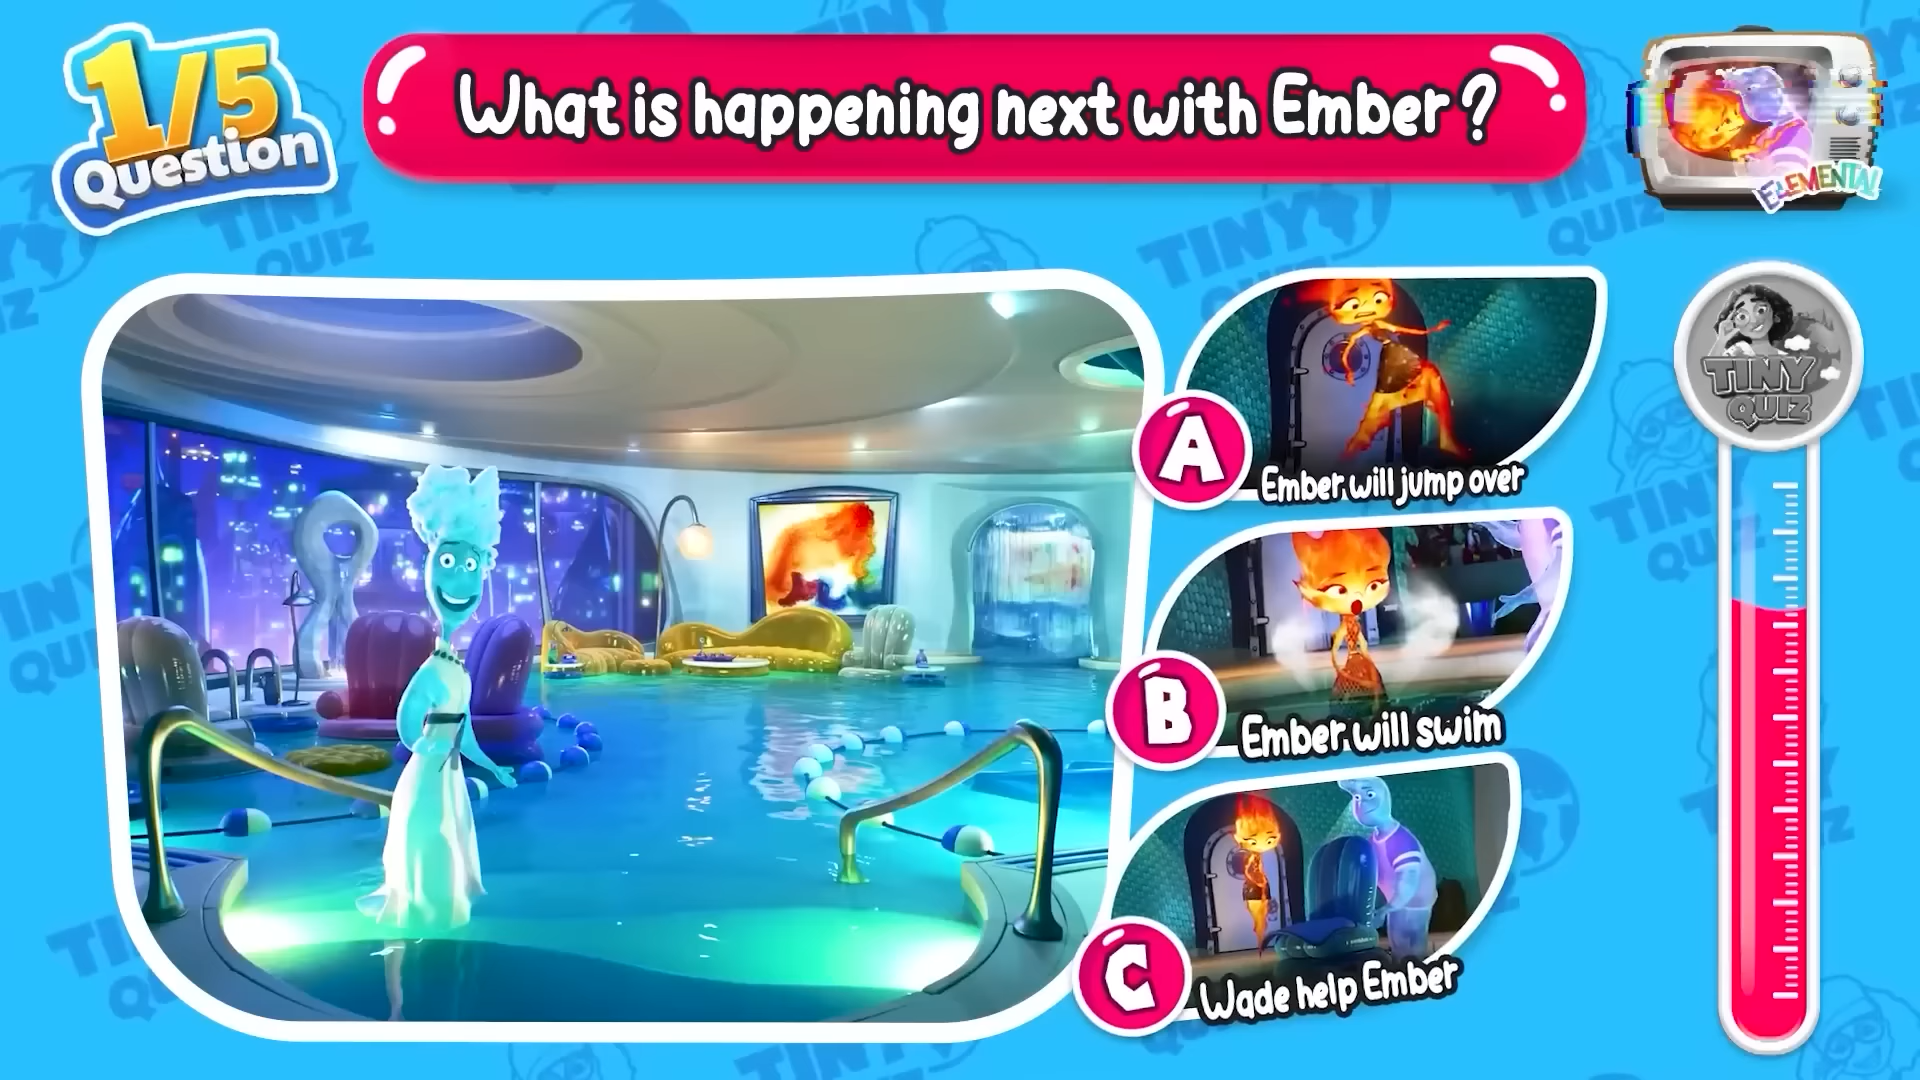 1/5
Question
What is happening next with Ember ?
ELEMENTAL
TINY
QUIZ
A
Ember will jump over
B
Ember will swim
C
Wade help Ember